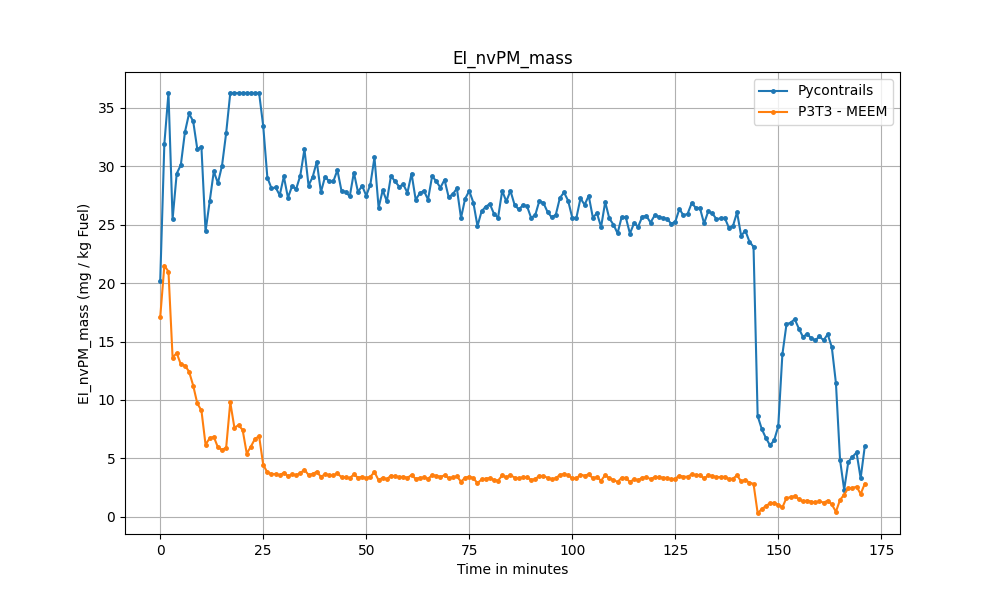 EI_nvPM_mass
Pycontrails
P3T3 - MEEM
EI_nvPM_mass (mg / kg Fuel)
35
30
25
20
15
10
5
0
0 25 50 75 100 125 150 175
Time in minutes